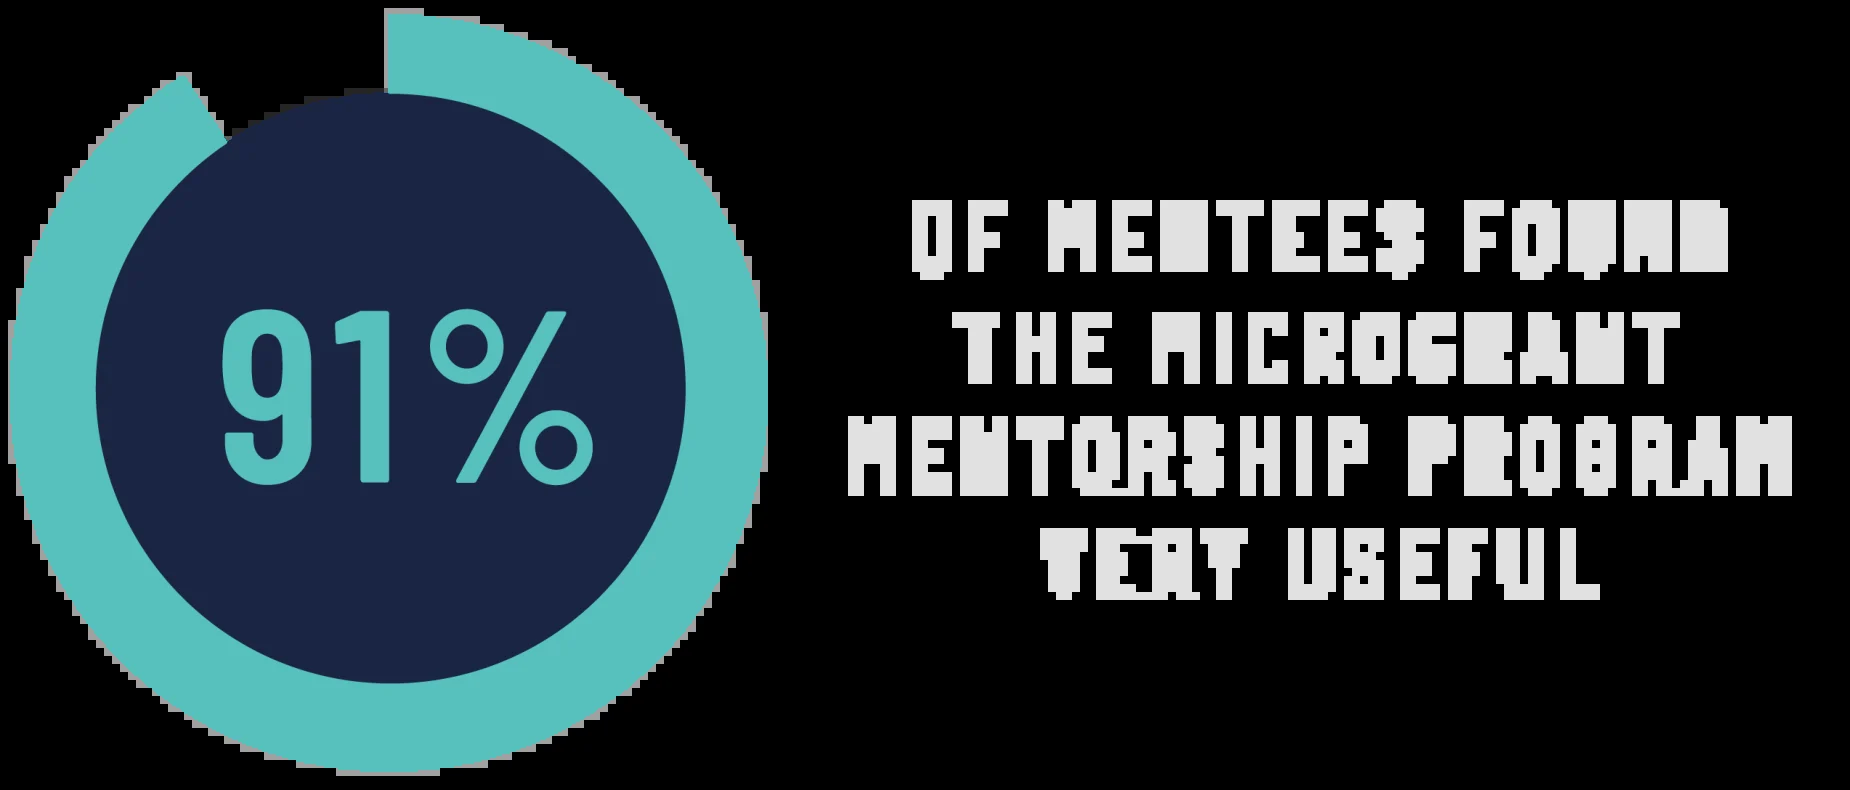 91%
OF MENTEES FOUND
THE MICROGRANT
MENTORSHIP PROGRAM
VERY USEFUL